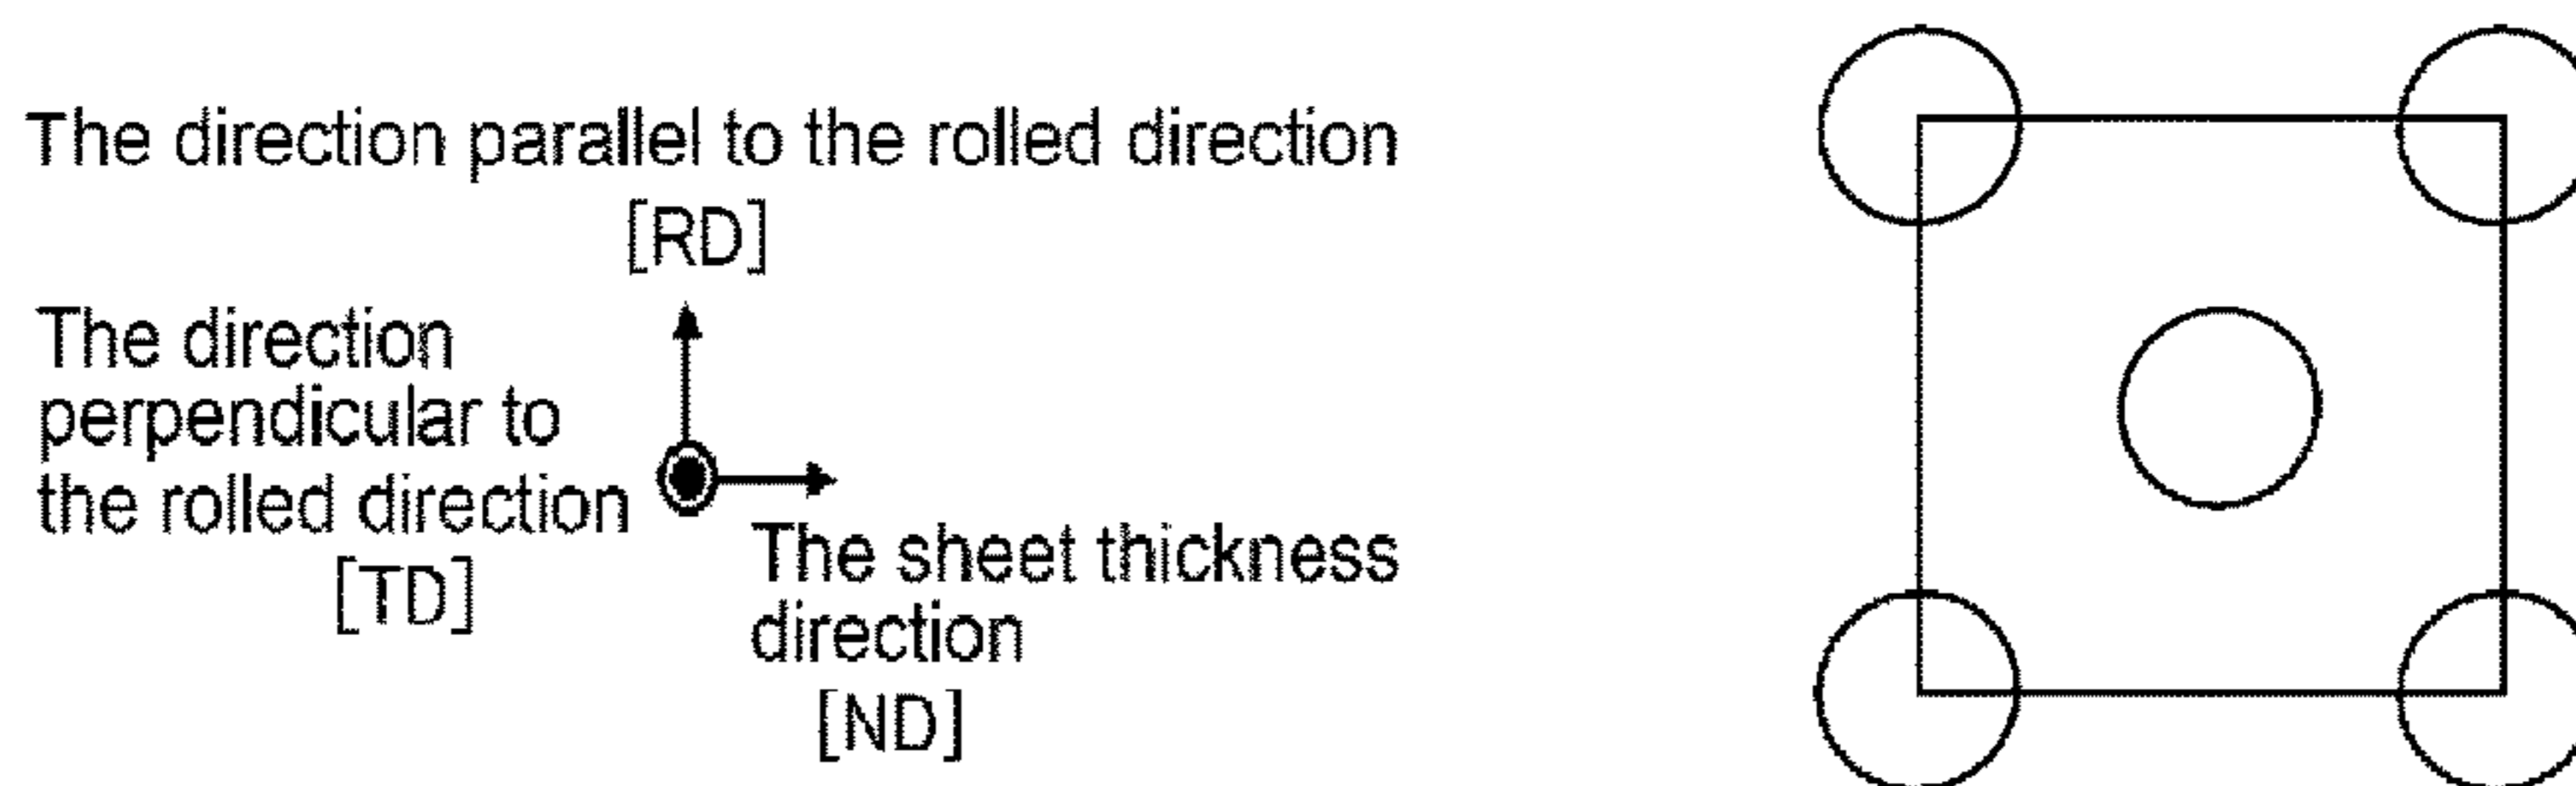 The direction parallel to the rolled direction
[RD]
The direction
perpendicular to
the rolled direction
[TD]
The sheet thickness
direction
[ND]